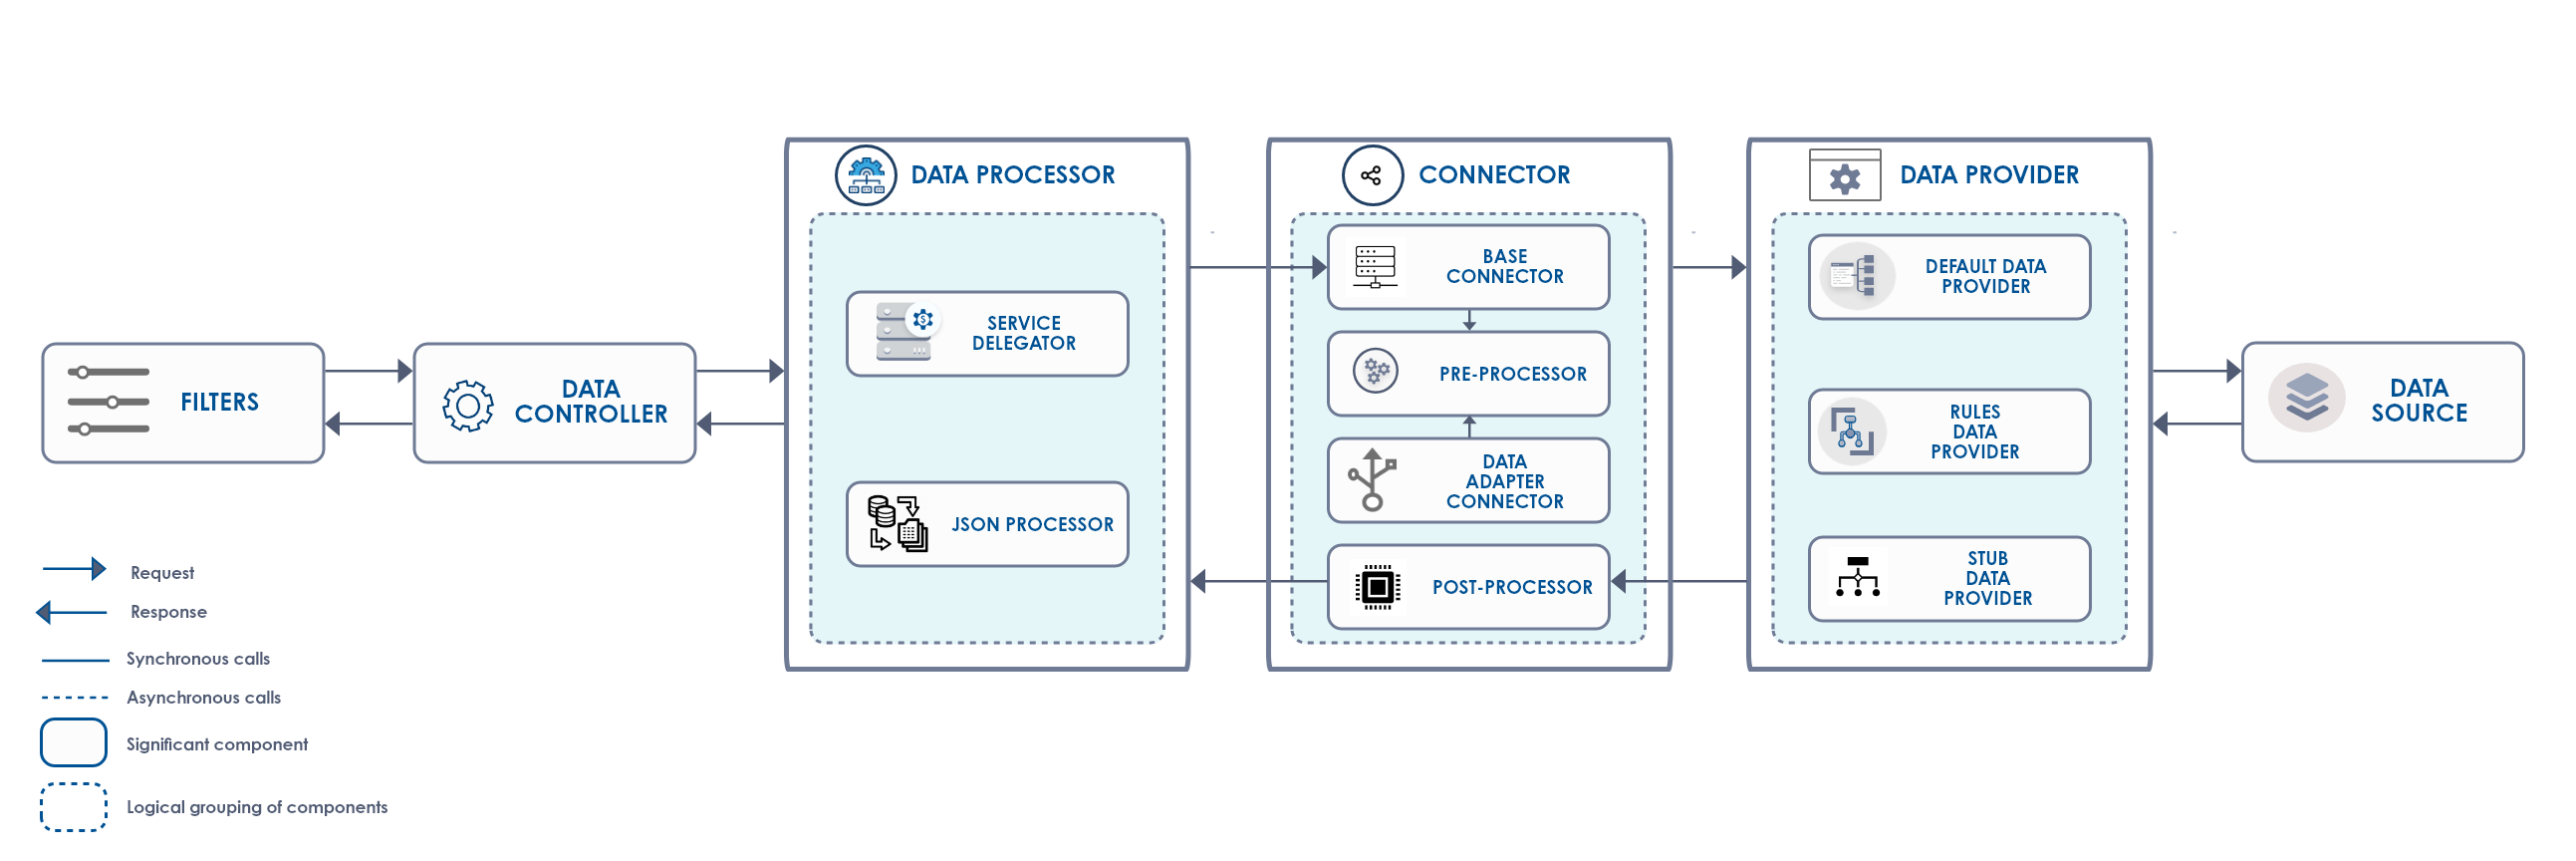 DATA PROCESSOR
CONNECTOR
DATA PROVIDER
FILTERS
DATA
CONTROLLER
SERVICE
DELEGATOR
JSON PROCESSOR
BASE
CONNECTOR
PRE-PROCESSOR
DATA
ADAPTER
CONNECTOR
POST-PROCESSOR
DEFAULT DATA
PROVIDER
RULES
DATA
PROVIDER
STUB
DATA
PROVIDER
DATA
SOURCE
Request
Response
Synchronous calls
Asynchronous calls
Significant component
Logical grouping of components